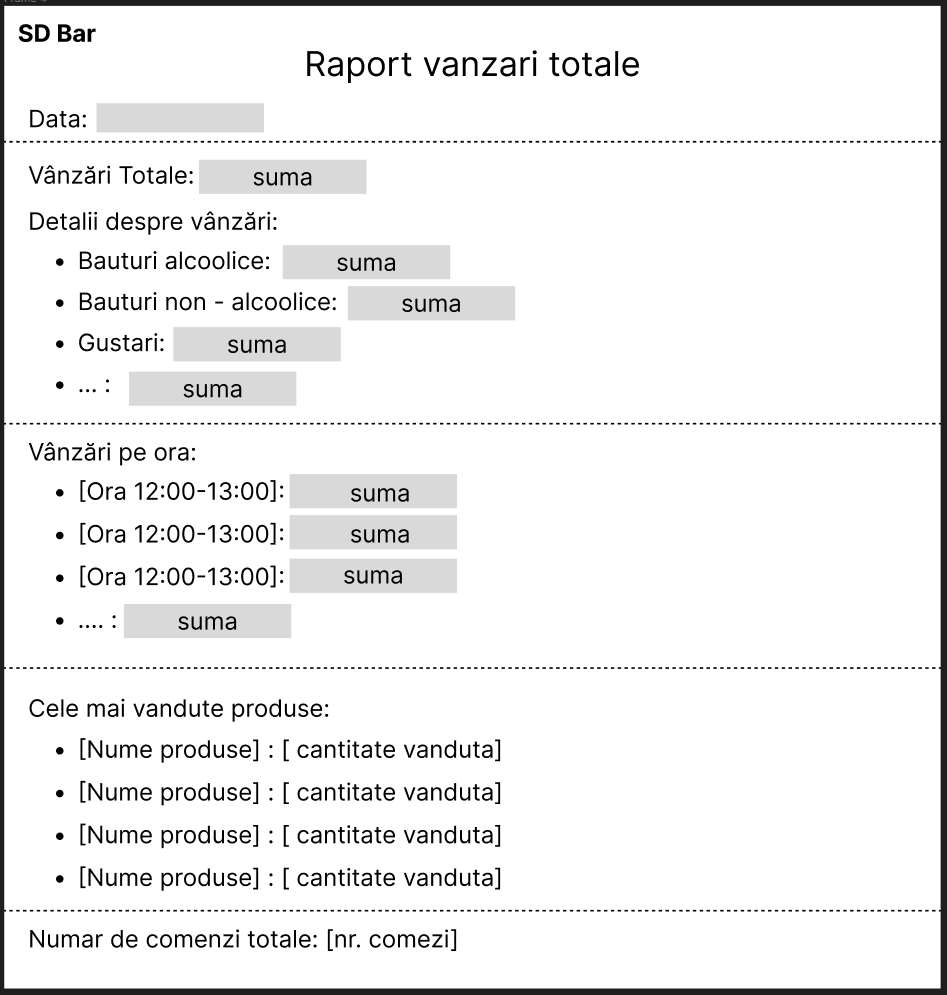 SD Bar
Raport vanzari totale
Data:
Vânzări Totale: suma
Detalii despre vânzări:
• Bauturi alcoolice: suma
• Bauturi non - alcoolice: suma
• Gustari: suma
• ... : suma
Vânzări pe ora:
• [Ora 12:00-13:00]: suma
• [Ora 12:00-13:00]: suma
• [Ora 12:00-13:00]: suma
• .... : suma
Cele mai vandute produse:
• [Nume produse] : [ cantitate vanduta]
• [Nume produse] : [ cantitate vanduta]
• [Nume produse] : [ cantitate vanduta]
• [Nume produse] : [ cantitate vanduta]
Numar de comenzi totale: [nr. comezi]